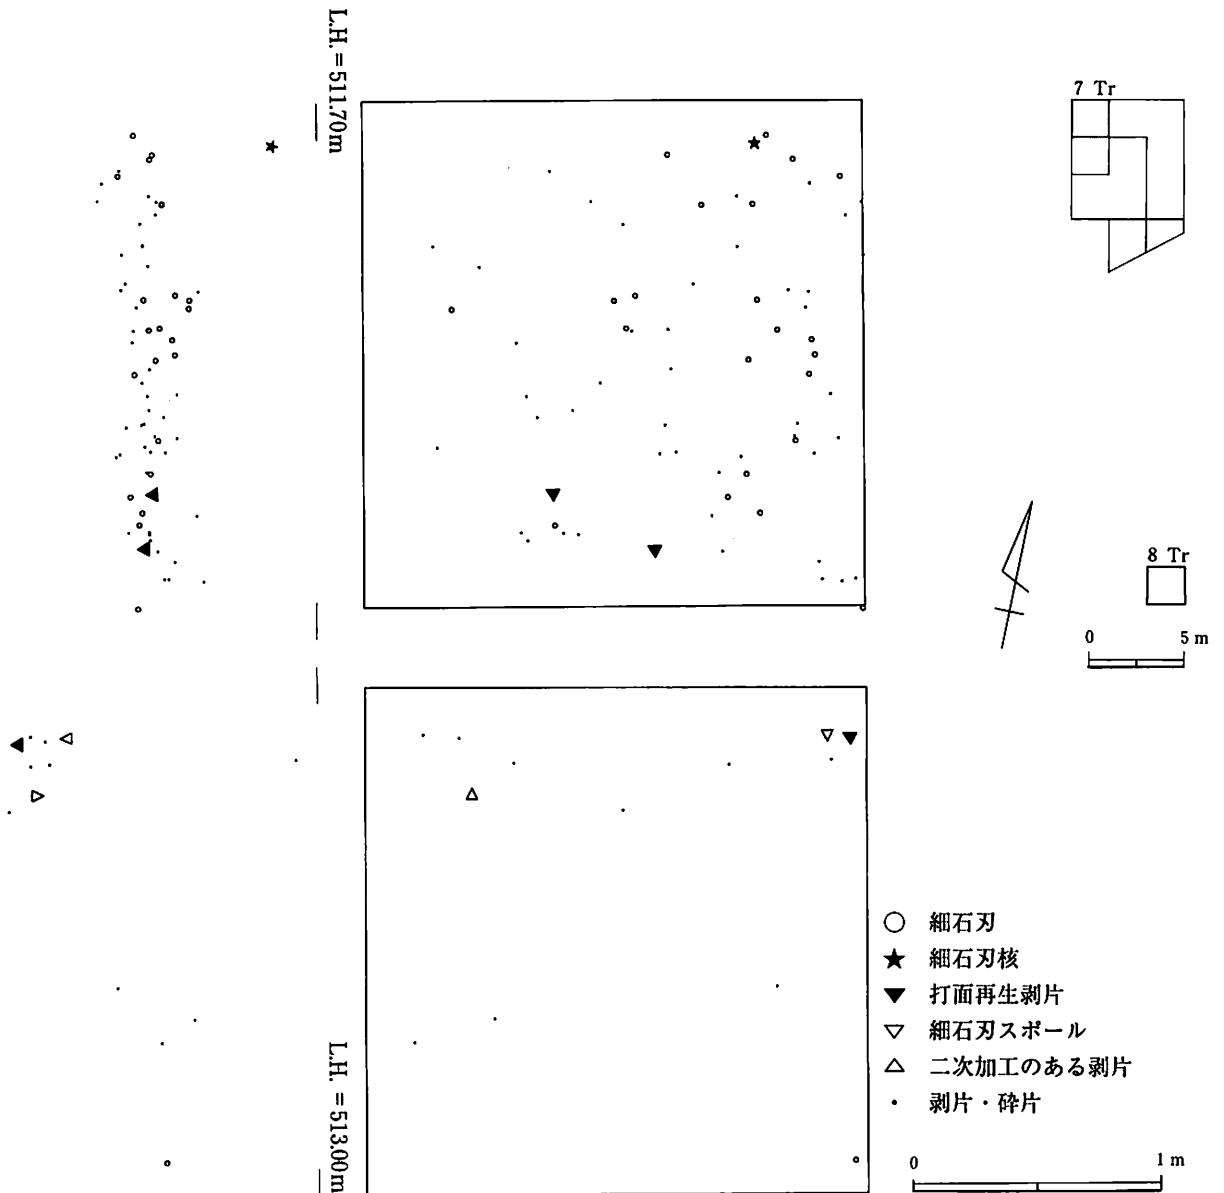 L.H. = 511.70m
7 Tr
8 Tr
0 5 m
○ 細石刃
★ 細石刃核
▼ 打面再生剥片
▽ 細石刃スポール
△ 二次加工のある剥片
・ 剥片・砕片
L.H. = 513.00m
0 1 m